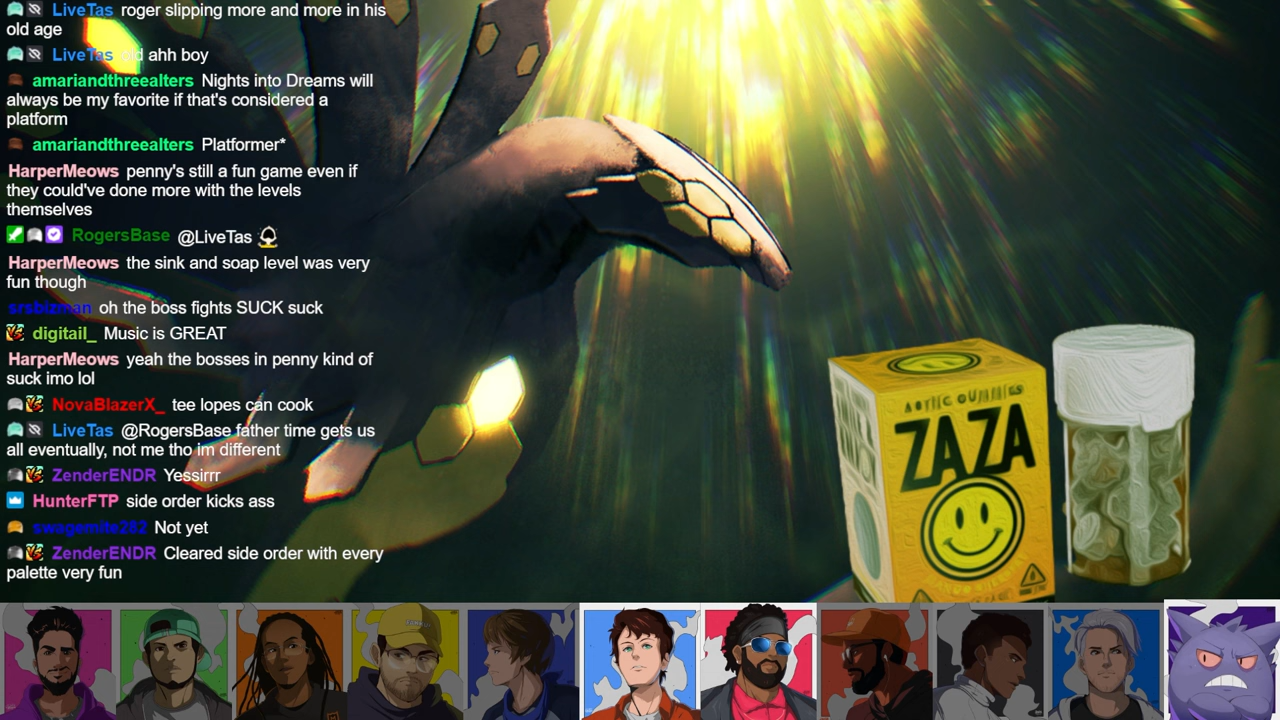 LiveTas roger slipping more and more in his
old age
LiveTas old ahh boy
amariandthreealters Nights into Dreams will
always be my favorite if that's considered a
platform
amariandthreealters Platformer*
HarperMeows penny's still a fun game even if
they could've done more with the levels
themselves
RogersBase @LiveTas
HarperMeows the sink and soap level was very
fun though
srsbizman oh the boss fights SUCK suck
digitail_ Music is GREAT
HarperMeows yeah the bosses in penny kind of
suck imo lol
NovaBlazerX_ tee lopes can cook
LiveTas @RogersBase father time gets us
all eventually, not me tho im different
ZenderENDR Yessirrr
HunterFTP side order kicks ass
swagemite282 Not yet
ZenderENDR Cleared side order with every
palette very fun
ZAZA